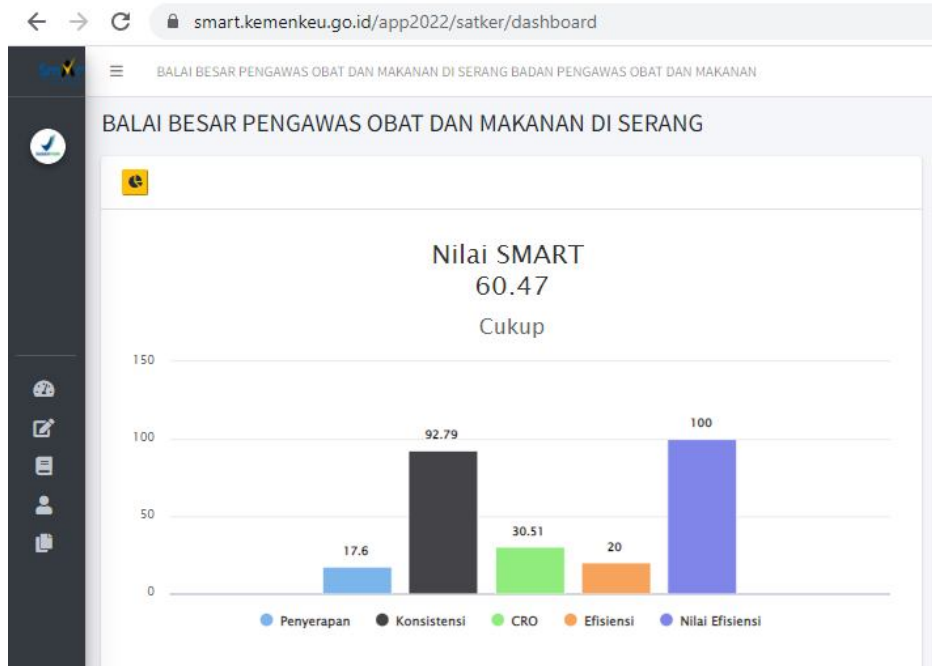 smart.kemenkeu.go.id/app2022/satker/dashboard
BALAI BESAR PENGAWAS OBAT DAN MAKANAN DI SERANG BADAN PENGAWAS OBAT DAN MAKANAN
BALAI BESAR PENGAWAS OBAT DAN MAKANAN DI SERANG
Nilai SMART
60.47
Cukup
150
100
50
0
17.6
92.79
30.51
20
100
Penyerapan Konsistensi CRO Efisiensi Nilai Efisiensi